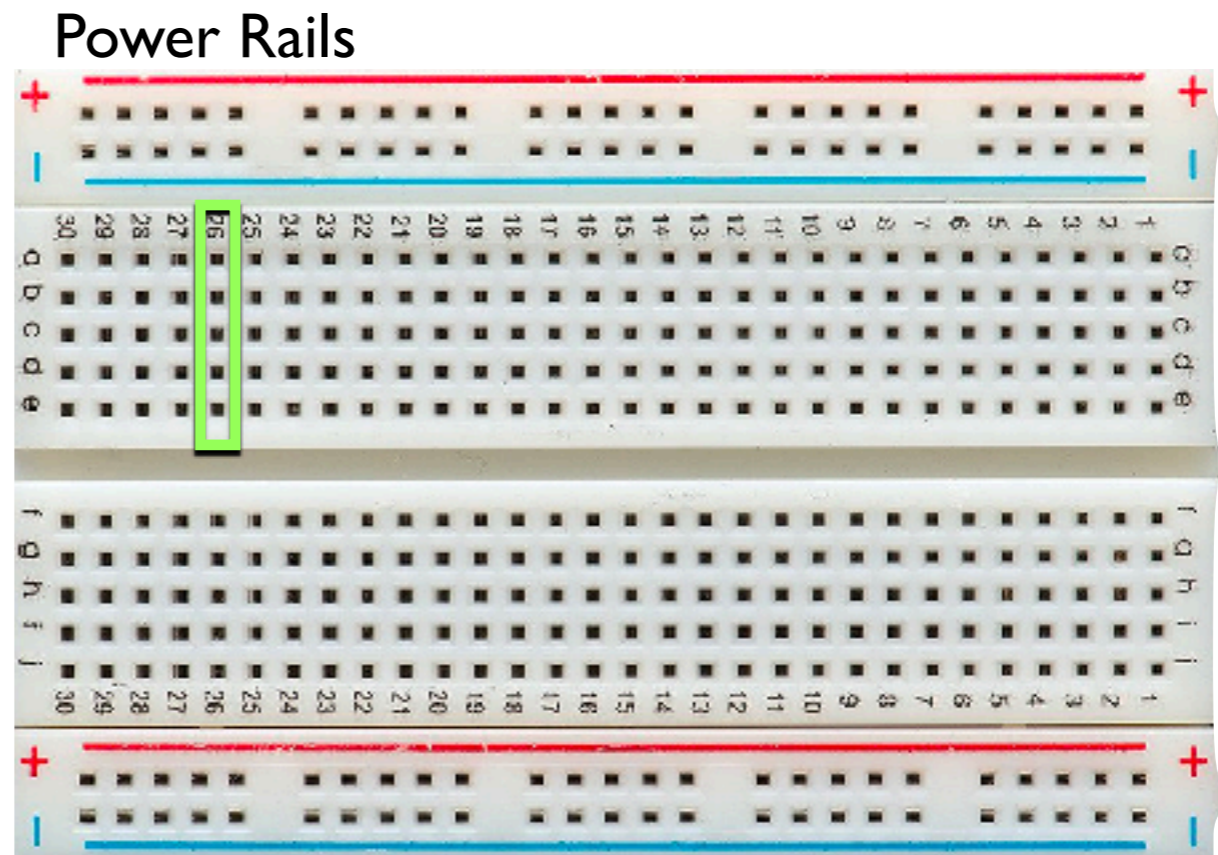 Power Rails
+ +
− −
30 29 28 27 26 25 24 23 22 21 20 19 18 17 16 15 14 13 12 11 10 9 8 7 6 5 4 3 2 1
a a
b b
c c
d d
e e
f f
g g
h h
i i
j j
30 29 28 27 26 25 24 23 22 21 20 19 18 17 16 15 14 13 12 11 10 9 8 7 6 5 4 3 2 1
+ +
− −